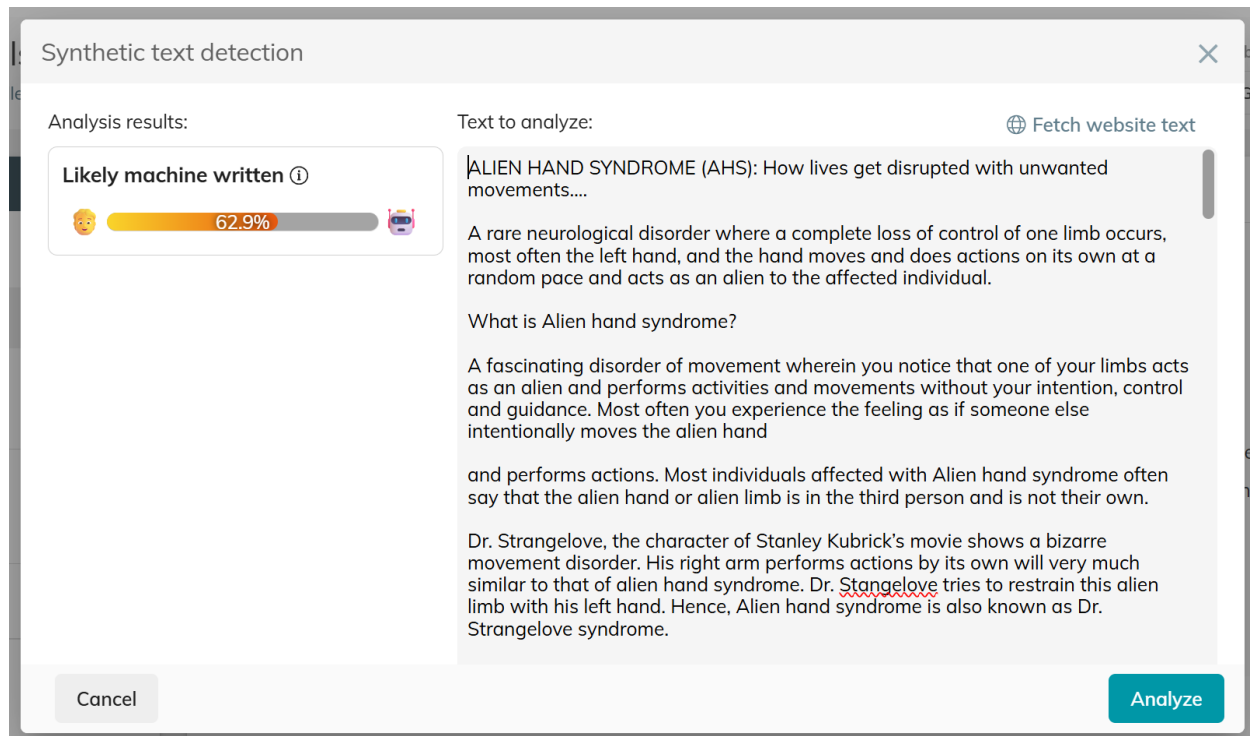 Synthetic text detection
Analysis results:
Text to analyze:
Fetch website text
Likely machine written
62.9%
ALIEN HAND SYNDROME (AHS): How lives get disrupted with unwanted
movements....
A rare neurological disorder where a complete loss of control of one limb occurs,
most often the left hand, and the hand moves and does actions on its own at a
random pace and acts as an alien to the affected individual.
What is Alien hand syndrome?
A fascinating disorder of movement wherein you notice that one of your limbs acts
as an alien and performs activities and movements without your intention, control
and guidance. Most often you experience the feeling as if someone else
intentionally moves the alien hand
and performs actions. Most individuals affected with Alien hand syndrome often
say that the alien hand or alien limb is in the third person and is not their own.
Dr. Strangelove, the character of Stanley Kubrick’s movie shows a bizarre
movement disorder. His right arm performs actions by its own will very much
similar to that of alien hand syndrome. Dr. Stangelove tries to restrain this alien
limb with his left hand. Hence, Alien hand syndrome is also known as Dr.
Strangelove syndrome.
Cancel
Analyze